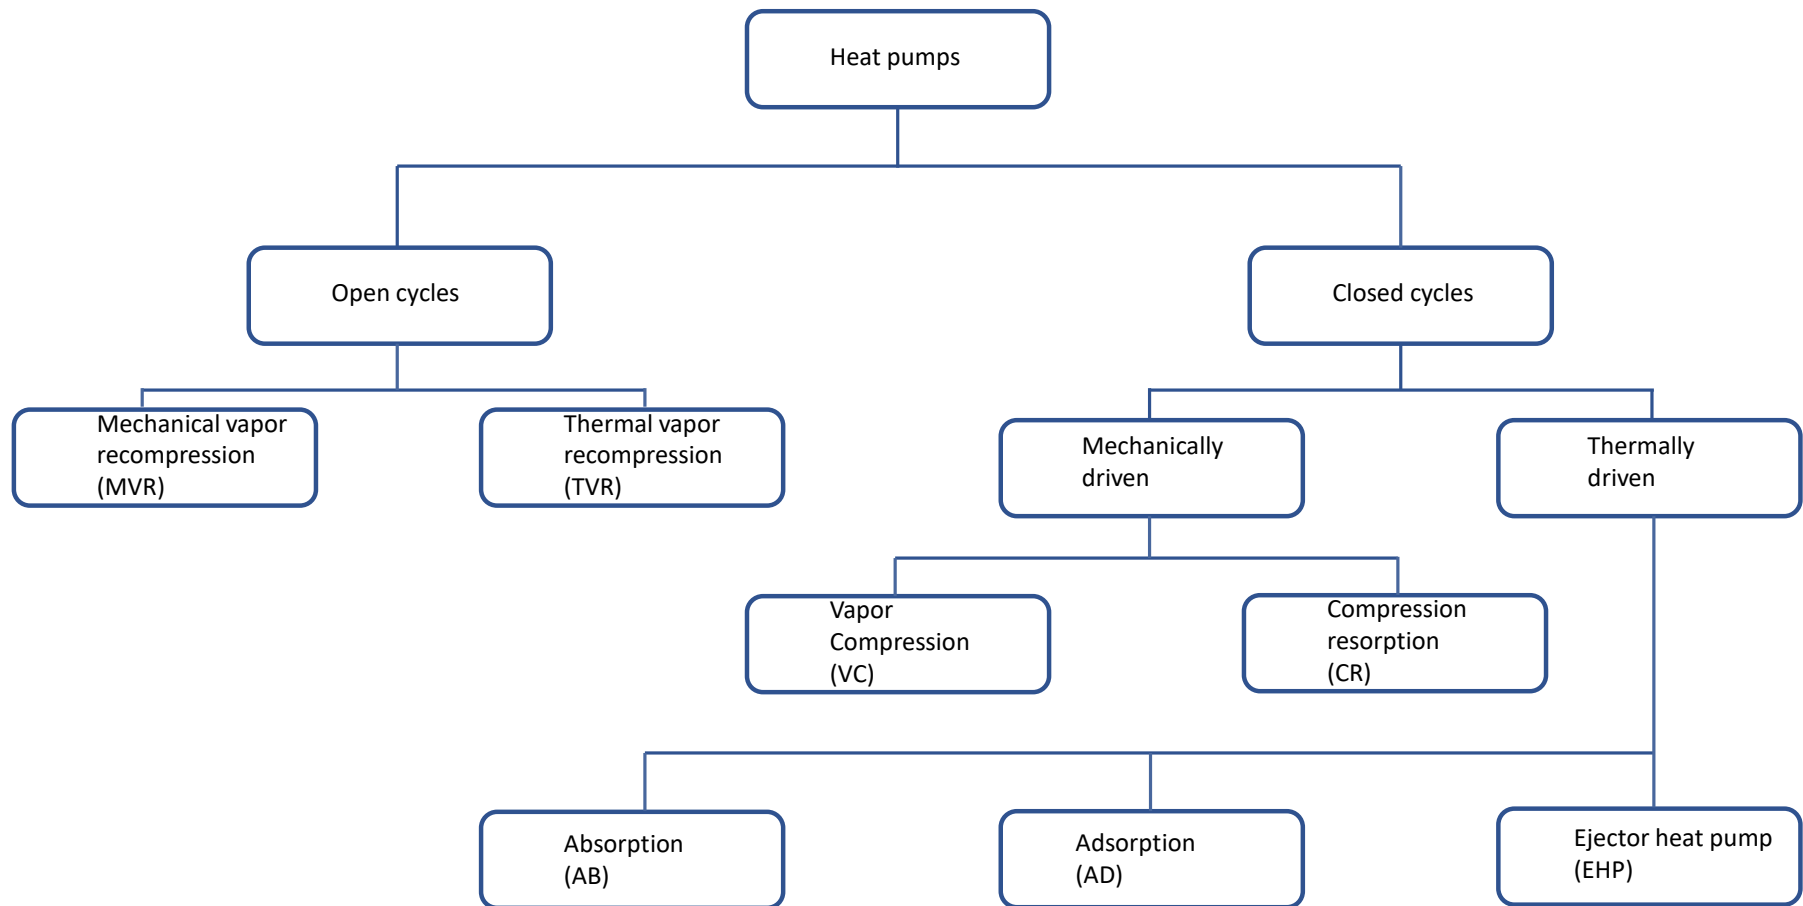 Heat pumps
Open cycles
Closed cycles
Mechanical vapor
recompression
(MVR)
Thermal vapor
recompression
(TVR)
Mechanically
driven
Thermally
driven
Vapor
Compression
(VC)
Compression
resorption
(CR)
Absorption
(AB)
Adsorption
(AD)
Ejector heat pump
(EHP)